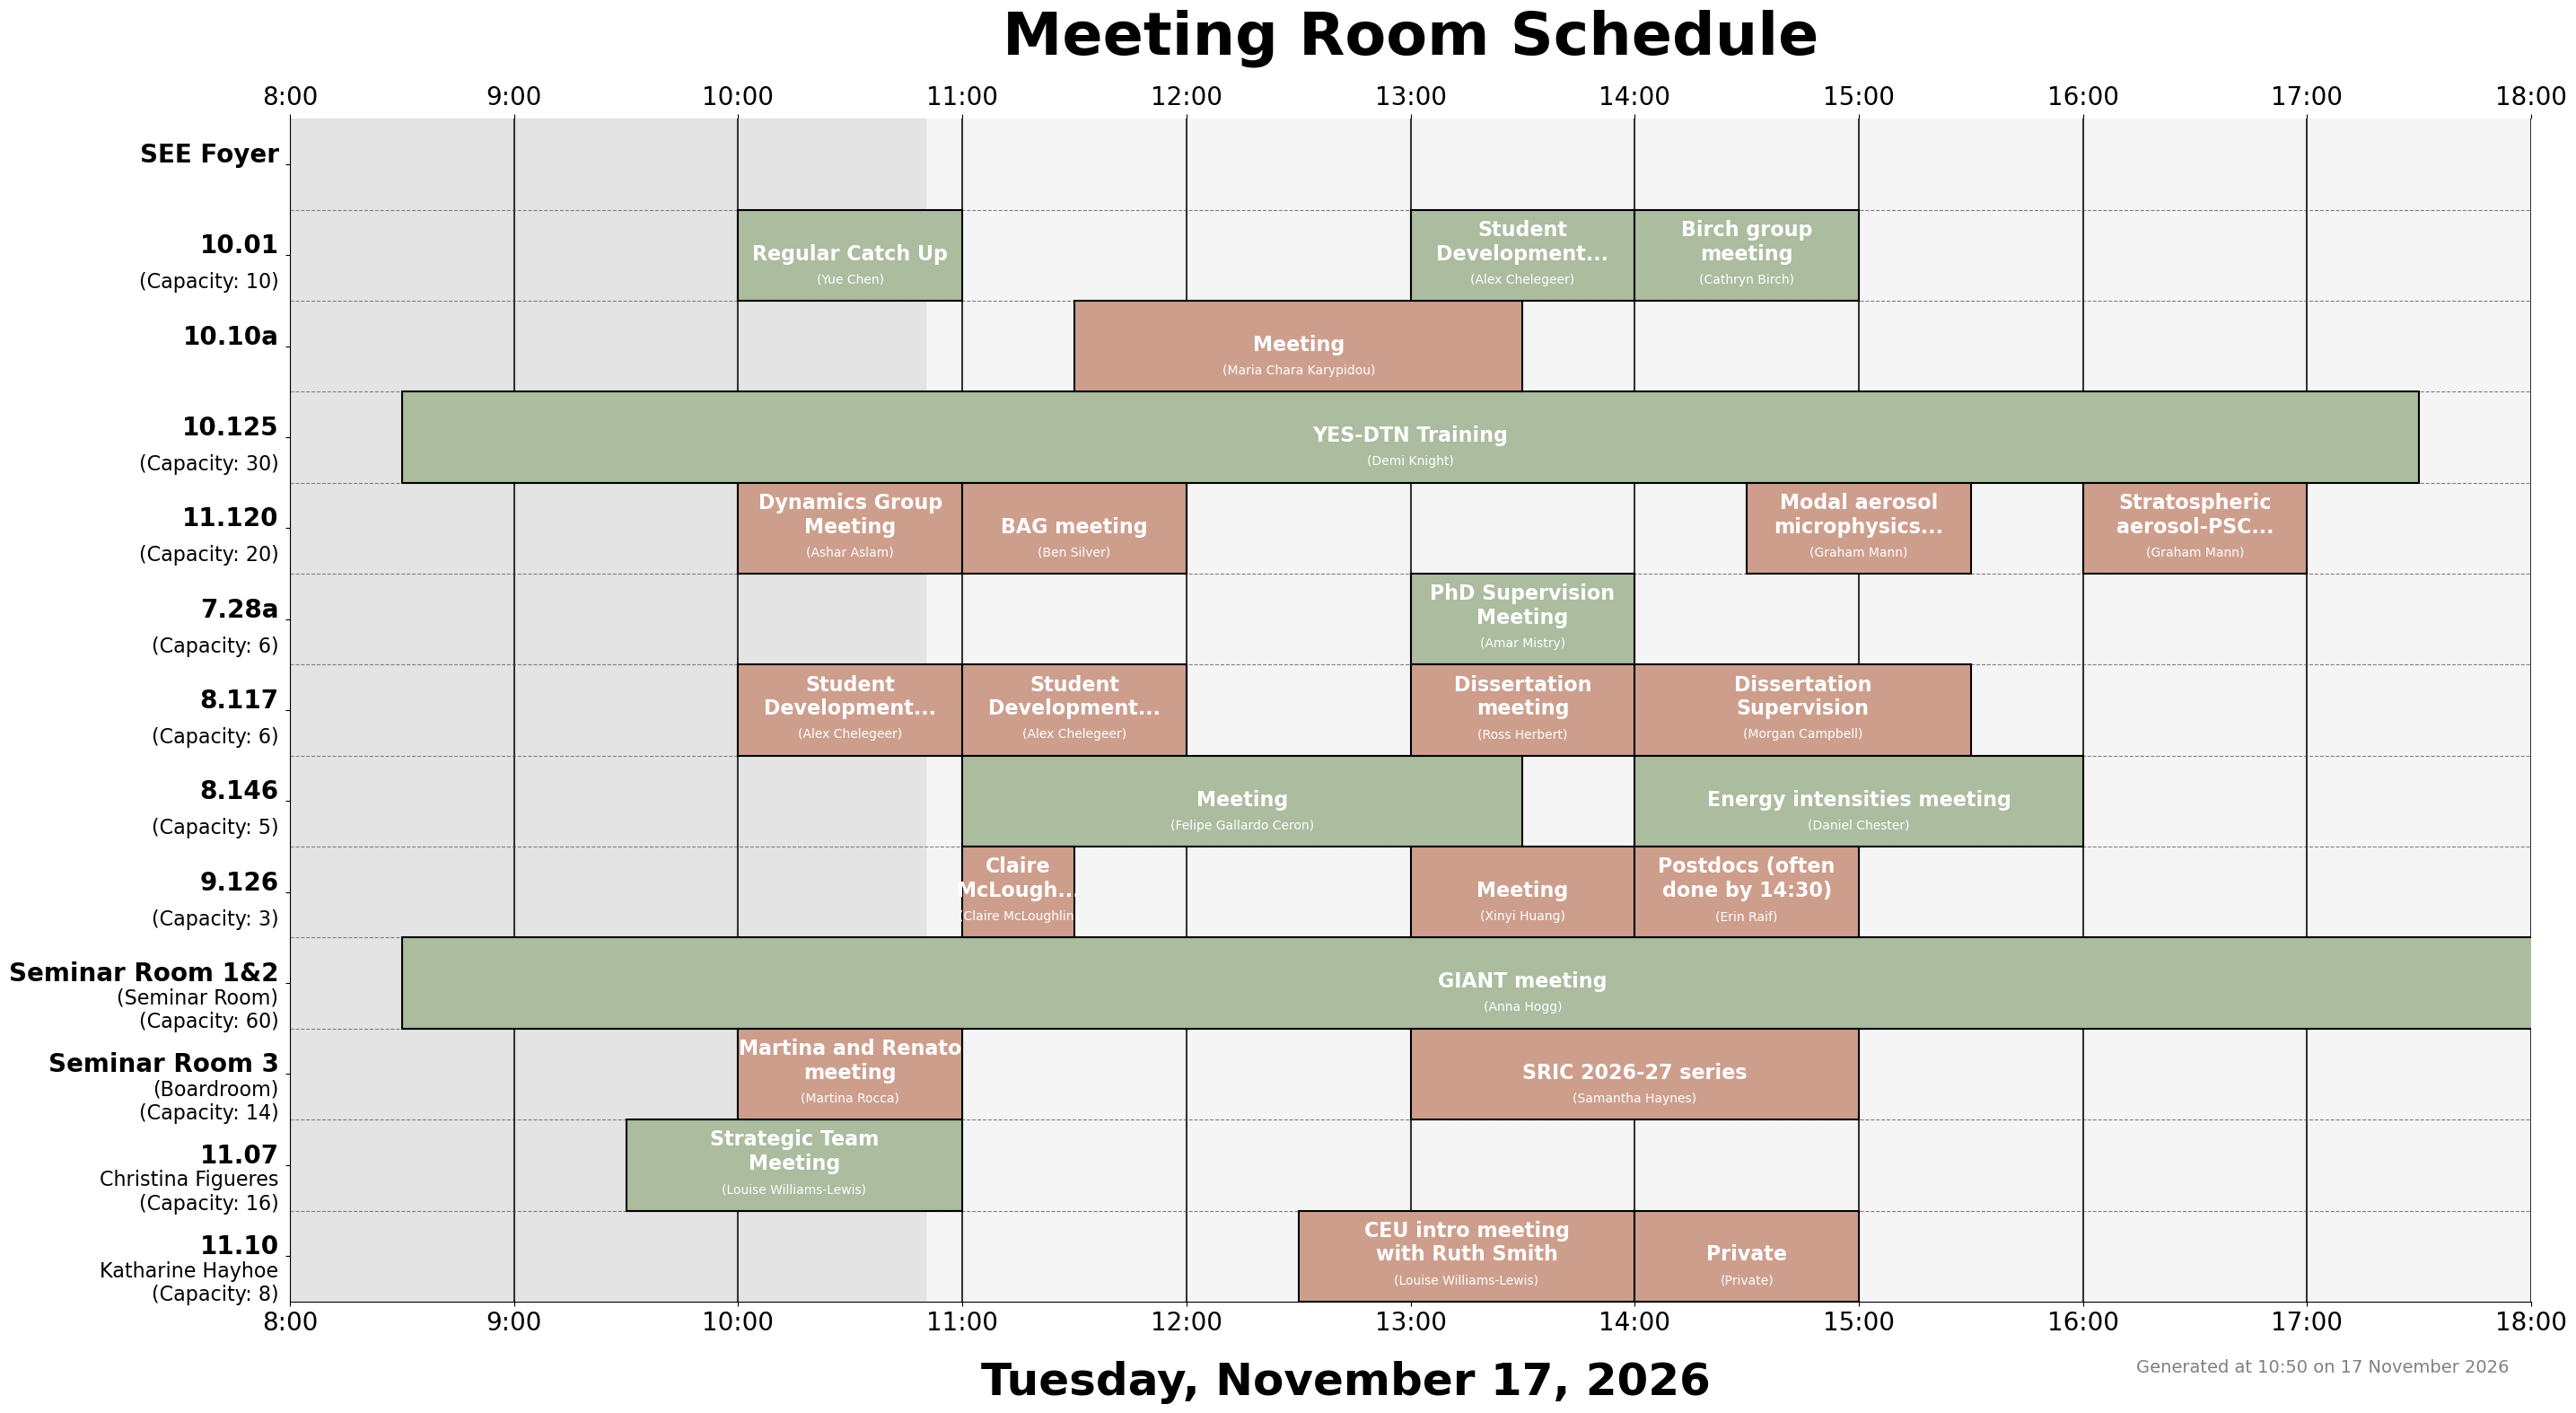 Meeting Room Schedule
8:00 9:00 10:00 11:00 12:00 13:00 14:00 15:00 16:00 17:00 18:00
SEE Foyer
10.01
(Capacity: 10)
Regular Catch Up
(Yue Chen)
Student
Development...
(Alex Chelegeer)
Birch group
meeting
(Cathryn Birch)
10.10a
Meeting
(Maria Chara Karypidou)
10.125
(Capacity: 30)
YES-DTN Training
(Demi Knight)
11.120
(Capacity: 20)
Dynamics Group
Meeting
(Ashar Aslam)
BAG meeting
(Ben Silver)
Modal aerosol
microphysics...
(Graham Mann)
Stratospheric
aerosol-PSC...
(Graham Mann)
7.28a
(Capacity: 6)
PhD Supervision
Meeting
(Amar Mistry)
8.117
(Capacity: 6)
Student
Development...
(Alex Chelegeer)
Student
Development...
(Alex Chelegeer)
Dissertation
meeting
(Ross Herbert)
Dissertation
Supervision
(Morgan Campbell)
8.146
(Capacity: 5)
Meeting
(Felipe Gallardo Ceron)
Energy intensities meeting
(Daniel Chester)
9.126
(Capacity: 3)
Claire
McLough...
(Claire McLoughlin
Meeting
(Xinyi Huang)
Postdocs (often
done by 14:30)
(Erin Raif)
Seminar Room 1&2
(Seminar Room)
(Capacity: 60)
GIANT meeting
(Anna Hogg)
Seminar Room 3
(Boardroom)
(Capacity: 14)
Martina and Renato
meeting
(Martina Rocca)
SRIC 2026-27 series
(Samantha Haynes)
11.07
Christina Figueres
(Capacity: 16)
Strategic Team
Meeting
(Louise Williams-Lewis)
11.10
Katharine Hayhoe
(Capacity: 8)
CEU intro meeting
with Ruth Smith
(Louise Williams-Lewis)
Private
(Private)
8:00 9:00 10:00 11:00 12:00 13:00 14:00 15:00 16:00 17:00 18:00
Tuesday, November 17, 2026
Generated at 10:50 on 17 November 2026